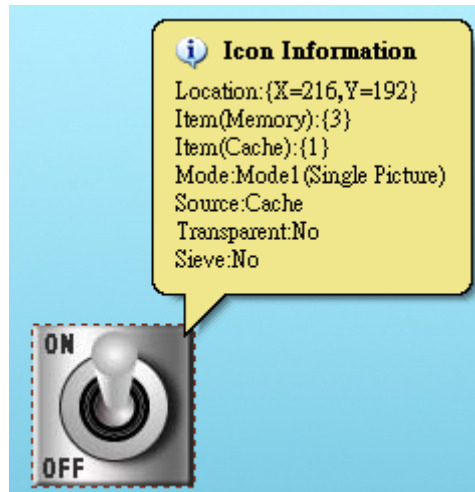 Icon Information
Location:{X=216,Y=192}
Item(Memory):{3}
Item(Cache):{1}
Mode:Mode1(Single Picture)
Source:Cache
Transparent:No
Sieve:No
ON
OFF